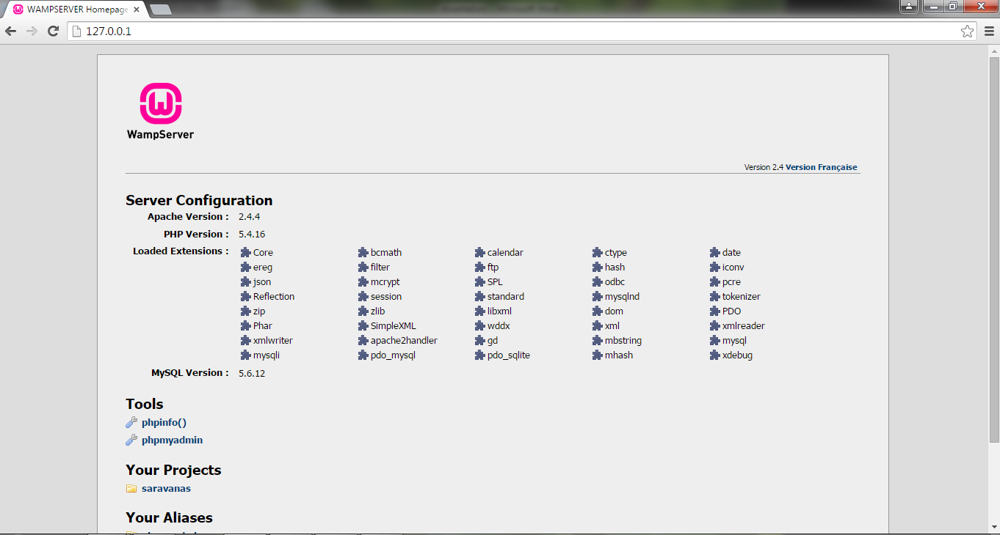 WAMPSERVER Homepage
127.0.0.1
W
WampServer
Version 2.4 Version Française
Server Configuration
Apache Version : 2.4.4
PHP Version : 5.4.16
Loaded Extensions : Core bcmath calendar ctype date
ereg filter ftp hash iconv
json mcrypt SPL odbc pcre
Reflection session standard mysqlnd tokenizer
zip zlib libxml dom PDO
Phar SimpleXML wddx xml xmlreader
xmlwriter apache2handler gd mbstring mysql
mysqli pdo_mysql pdo_sqlite mhash xdebug
MySQL Version : 5.6.12
Tools
phpinfo()
phpmyadmin
Your Projects
saravanas
Your Aliases